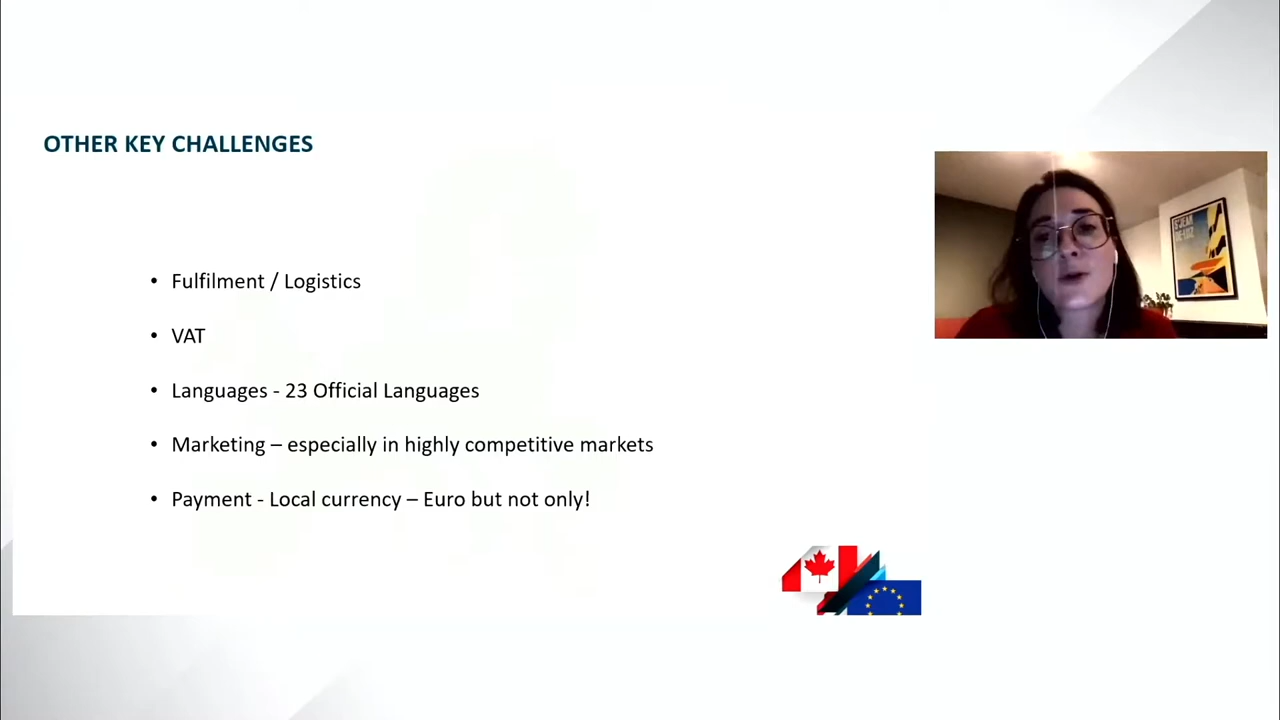 OTHER KEY CHALLENGES
• Fulfilment / Logistics
• VAT
• Languages - 23 Official Languages
• Marketing – especially in highly competitive markets
• Payment - Local currency – Euro but not only!